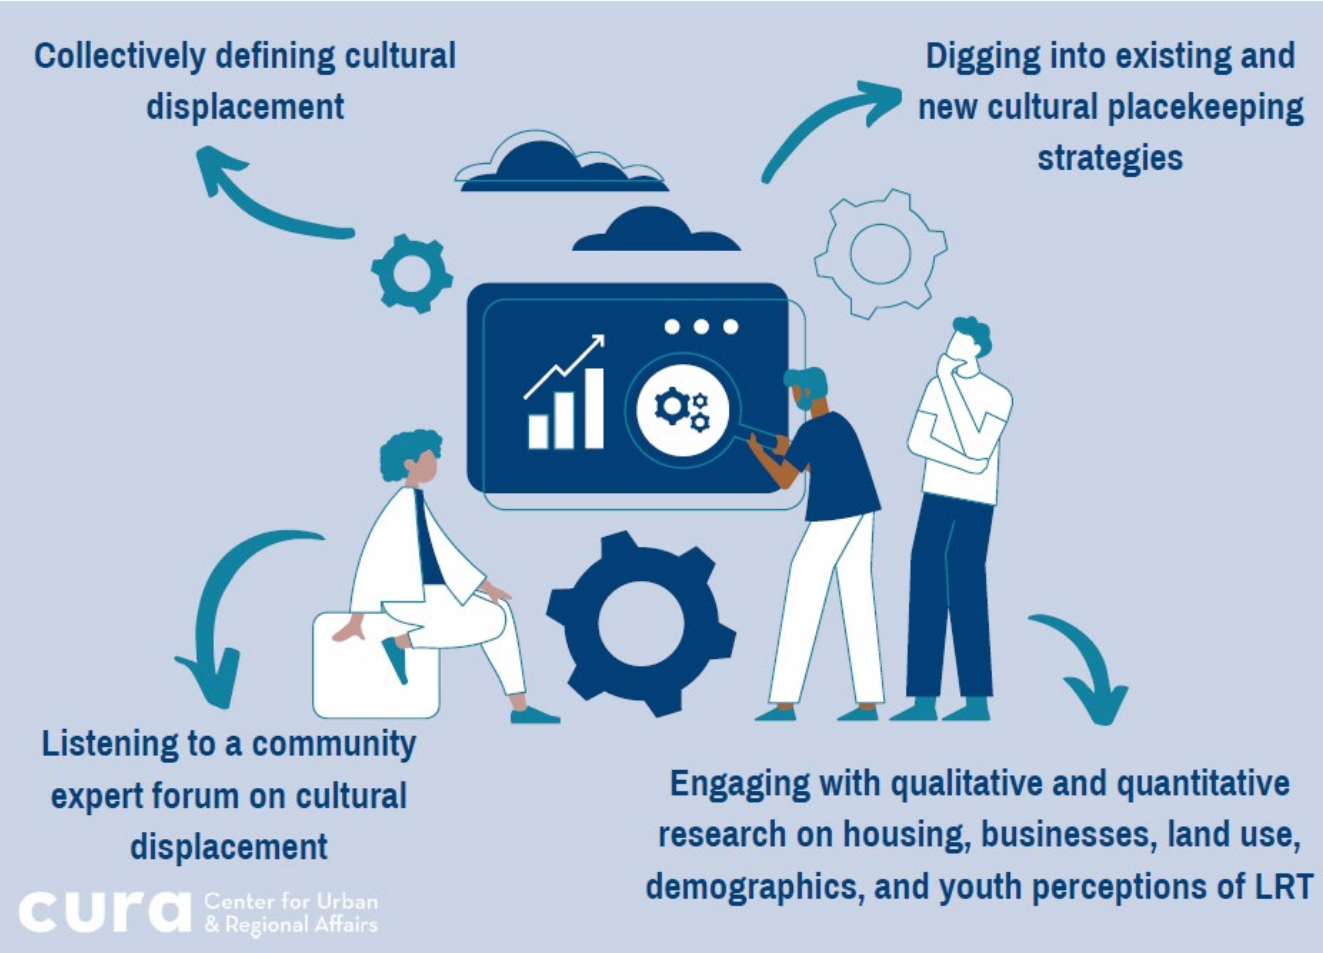 Collectively defining cultural
displacement
Digging into existing and
new cultural placekeeping
strategies
Listening to a community
expert forum on cultural
displacement
Engaging with qualitative and quantitative
research on housing, businesses, land use,
demographics, and youth perceptions of LRT
cura
Center for Urban
& Regional Affairs